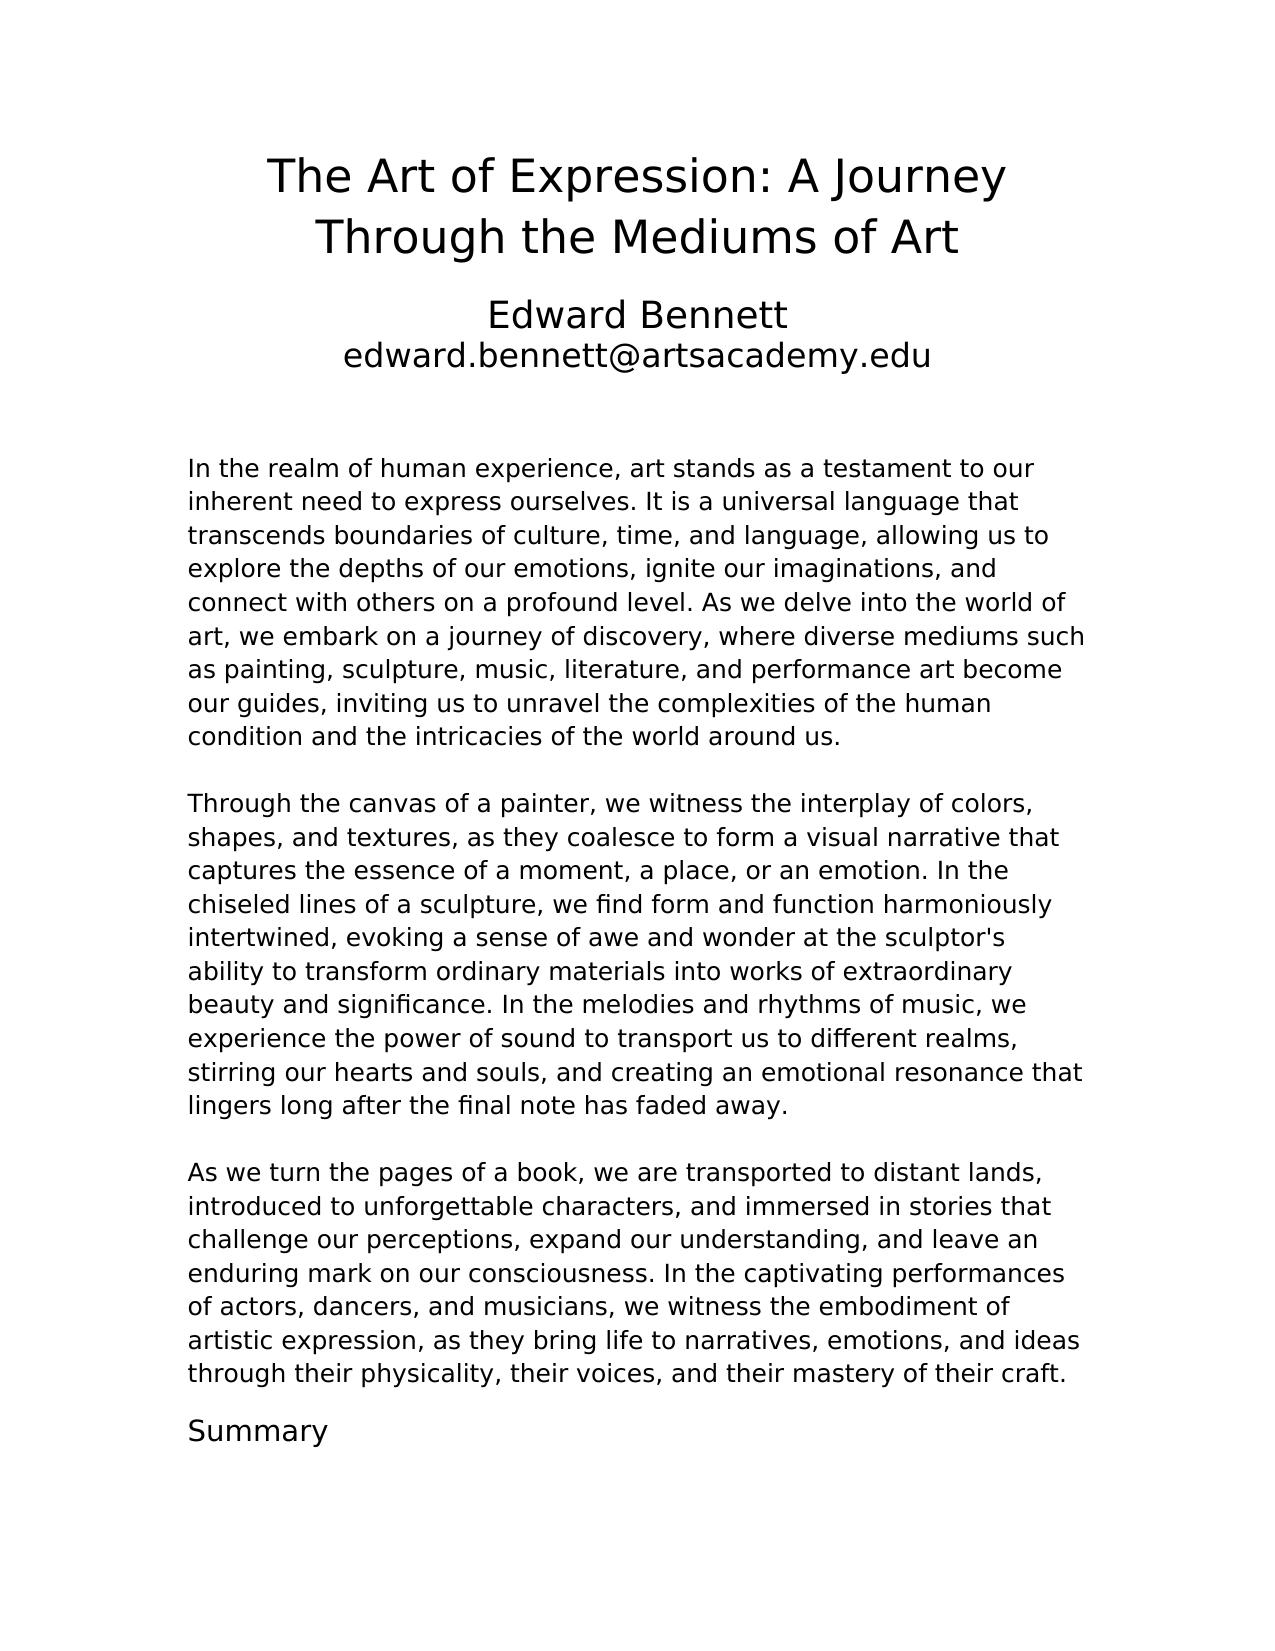 The Art of Expression: A Journey
Through the Mediums of Art
Edward Bennett
edward.bennett@artsacademy.edu
In the realm of human experience, art stands as a testament to our
inherent need to express ourselves. It is a universal language that
transcends boundaries of culture, time, and language, allowing us to
explore the depths of our emotions, ignite our imaginations, and
connect with others on a profound level. As we delve into the world of
art, we embark on a journey of discovery, where diverse mediums such
as painting, sculpture, music, literature, and performance art become
our guides, inviting us to unravel the complexities of the human
condition and the intricacies of the world around us.
Through the canvas of a painter, we witness the interplay of colors,
shapes, and textures, as they coalesce to form a visual narrative that
captures the essence of a moment, a place, or an emotion. In the
chiseled lines of a sculpture, we find form and function harmoniously
intertwined, evoking a sense of awe and wonder at the sculptor's
ability to transform ordinary materials into works of extraordinary
beauty and significance. In the melodies and rhythms of music, we
experience the power of sound to transport us to different realms,
stirring our hearts and souls, and creating an emotional resonance that
lingers long after the final note has faded away.
As we turn the pages of a book, we are transported to distant lands,
introduced to unforgettable characters, and immersed in stories that
challenge our perceptions, expand our understanding, and leave an
enduring mark on our consciousness. In the captivating performances
of actors, dancers, and musicians, we witness the embodiment of
artistic expression, as they bring life to narratives, emotions, and ideas
through their physicality, their voices, and their mastery of their craft.
Summary